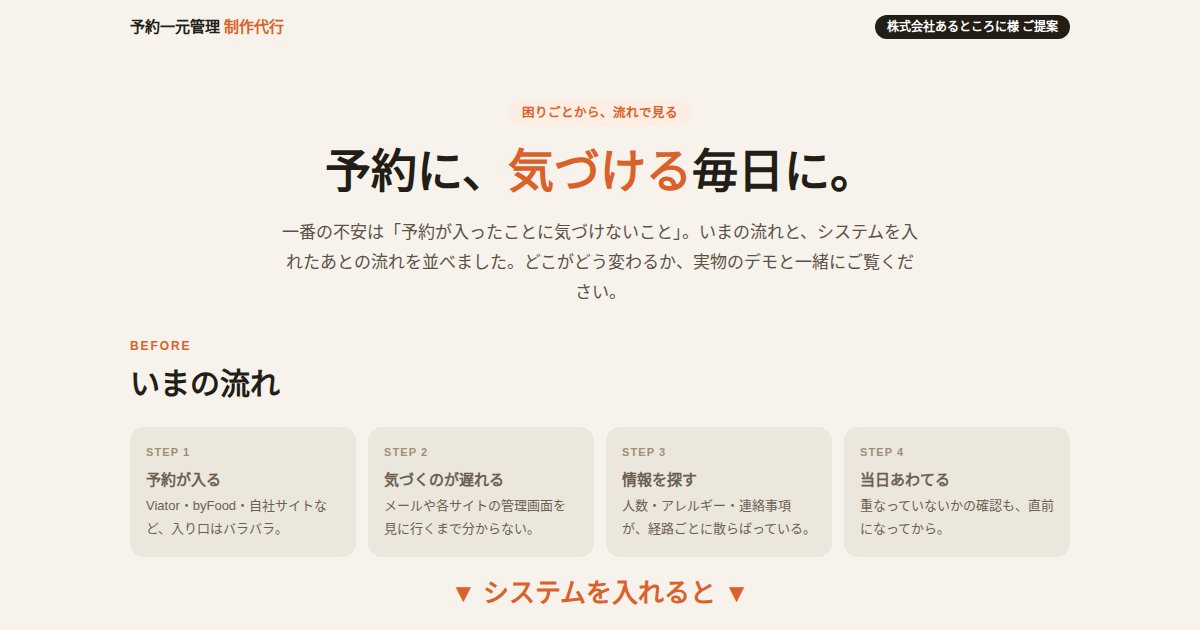 予約一元管理 制作代行
株式会社あるところに様 ご提案
困りごとから、流れで見る
予約に、気づける毎日に。
一番の不安は「予約が入ったことに気づけないこと」。いまの流れと、システムを入
れたあとの流れを並べました。どこがどう変わるか、実物のデモと一緒にご覧くだ
さい。
BEFORE
いまの流れ
STEP 1
予約が入る
Viator・byFood・自社サイトな
ど、入り口はバラバラ。
STEP 2
気づくのが遅れる
メールや各サイトの管理画面を
見に行くまで分からない。
STEP 3
情報を探す
人数・アレルギー・連絡事項
が、経路ごとに散らばっている。
STEP 4
当日あわてる
重なっていないかの確認も、直前
になってから。
▼ システムを入れると ▼